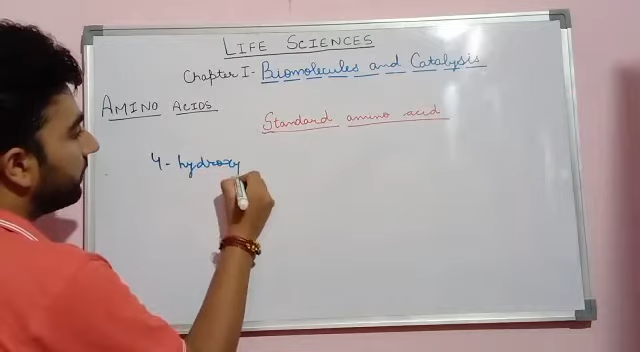 LIFE SCIENCES
Chapter I- Biomolecules and Catalysis
AMINO ACIDS
Standard amino acid
4- hydroxy